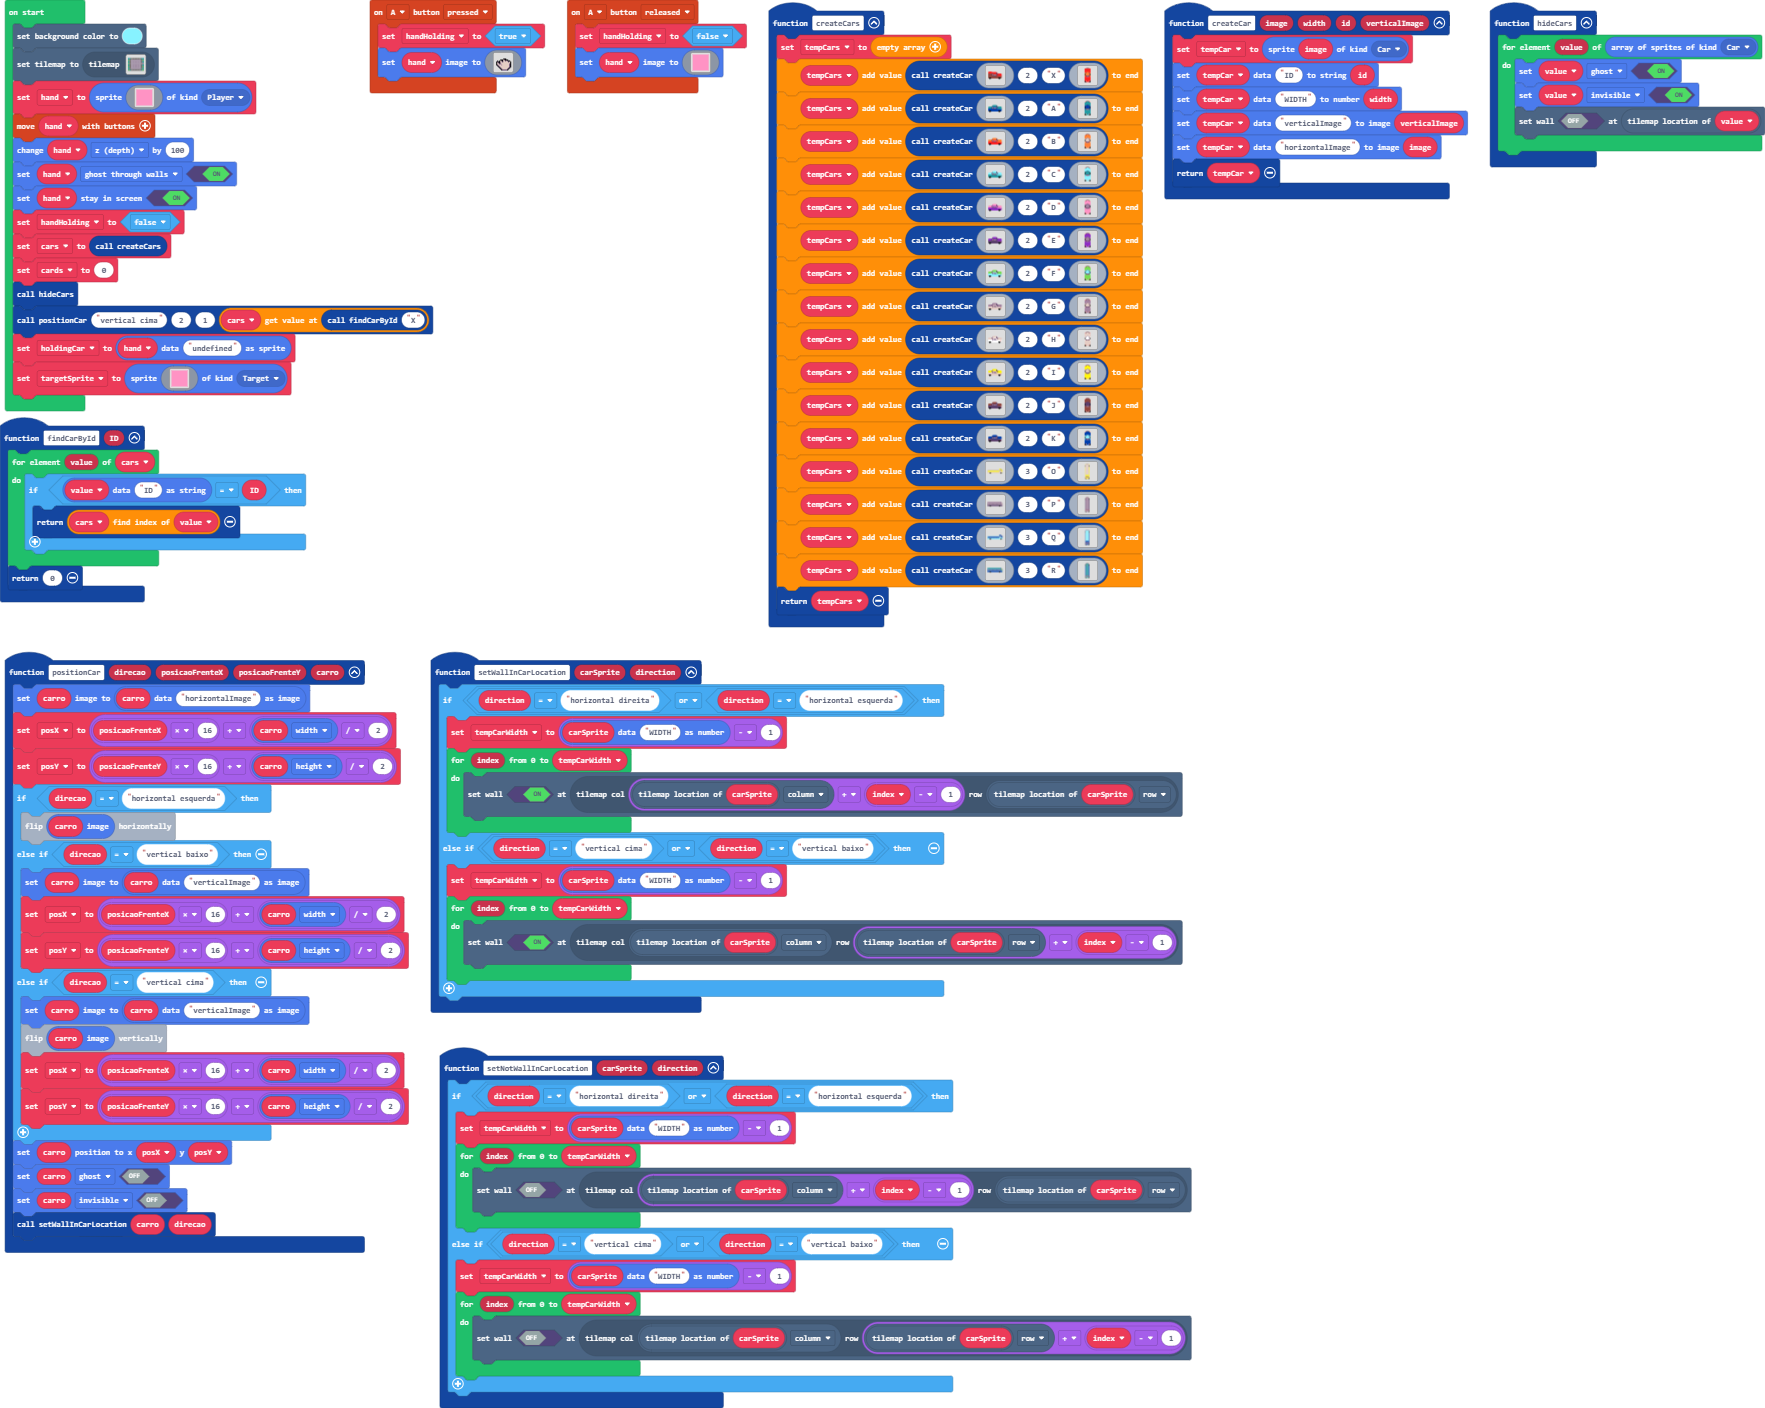 on start
set background color to
set tilemap to tilemap
set hand to sprite of kind Player
move hand with buttons
change hand z (depth) by 100
set hand ghost through walls ON
set hand stay in screen ON
set handHolding to false
set cars to call createCars
set cards to 0
call hideCars
call positionCar "vertical cima" 2 1 cars get value at call findCarById "X"
set holdingCar to hand data "undefined" as sprite
set targetSprite to sprite of kind Target
function findCarById ID
for element value of cars
do
if value data "ID" as string = ID then
return cars find index of value
return 0
on A button pressed
set handHolding to true
set hand image to
on A button released
set handHolding to false
set hand image to
function createCars
set tempCars to empty array
tempCars add value call createCar 2 "X" to end
tempCars add value call createCar 2 "A" to end
tempCars add value call createCar 2 "B" to end
tempCars add value call createCar 2 "C" to end
tempCars add value call createCar 2 "D" to end
tempCars add value call createCar 2 "E" to end
tempCars add value call createCar 2 "F" to end
tempCars add value call createCar 2 "G" to end
tempCars add value call createCar 2 "H" to end
tempCars add value call createCar 2 "I" to end
tempCars add value call createCar 2 "J" to end
tempCars add value call createCar 2 "K" to end
tempCars add value call createCar 3 "O" to end
tempCars add value call createCar 3 "P" to end
tempCars add value call createCar 3 "Q" to end
tempCars add value call createCar 3 "R" to end
return tempCars
function createCar image width id verticalImage
set tempCar to sprite image of kind Car
set tempCar data "ID" to string id
set tempCar data "WIDTH" to number width
set tempCar data "verticalImage" to image verticalImage
set tempCar data "horizontalImage" to image image
return tempCar
function hideCars
for element value of array of sprites of kind Car
do
set value ghost ON
set value invisible ON
set wall OFF at tilemap location of value
function positionCar direcao posicaoFrenteX posicaoFrenteY carro
set carro image to carro data "horizontalImage" as image
set posX to posicaoFrenteX × 16 + carro width / 2
set posY to posicaoFrenteY × 16 + carro height / 2
if direcao = "horizontal esquerda" then
flip carro image horizontally
else if direcao = "vertical baixo" then
set carro image to carro data "verticalImage" as image
set posX to posicaoFrenteX × 16 + carro width / 2
set posY to posicaoFrenteY × 16 + carro height / 2
else if direcao = "vertical cima" then
set carro image to carro data "verticalImage" as image
flip carro image vertically
set posX to posicaoFrenteX × 16 + carro width / 2
set posY to posicaoFrenteY × 16 + carro height / 2
set carro position to x posX y posY
set carro ghost OFF
set carro invisible OFF
call setWallInCarLocation carro direcao
function setWallInCarLocation carSprite direction
if direction = "horizontal direita" or direction = "horizontal esquerda" then
set tempCarWidth to carSprite data "WIDTH" as number - 1
for index from 0 to tempCarWidth
do
set wall ON at tilemap col tilemap location of carSprite column + index - 1 row tilemap location of carSprite row
else if direction = "vertical cima" or direction = "vertical baixo" then
set tempCarWidth to carSprite data "WIDTH" as number - 1
for index from 0 to tempCarWidth
do
set wall ON at tilemap col tilemap location of carSprite column row tilemap location of carSprite row + index - 1
function setNotWallInCarLocation carSprite direction
if direction = "horizontal direita" or direction = "horizontal esquerda" then
set tempCarWidth to carSprite data "WIDTH" as number - 1
for index from 0 to tempCarWidth
do
set wall OFF at tilemap col tilemap location of carSprite column + index - 1 row tilemap location of carSprite row
else if direction = "vertical cima" or direction = "vertical baixo" then
set tempCarWidth to carSprite data "WIDTH" as number - 1
for index from 0 to tempCarWidth
do
set wall OFF at tilemap col tilemap location of carSprite column row tilemap location of carSprite row + index - 1